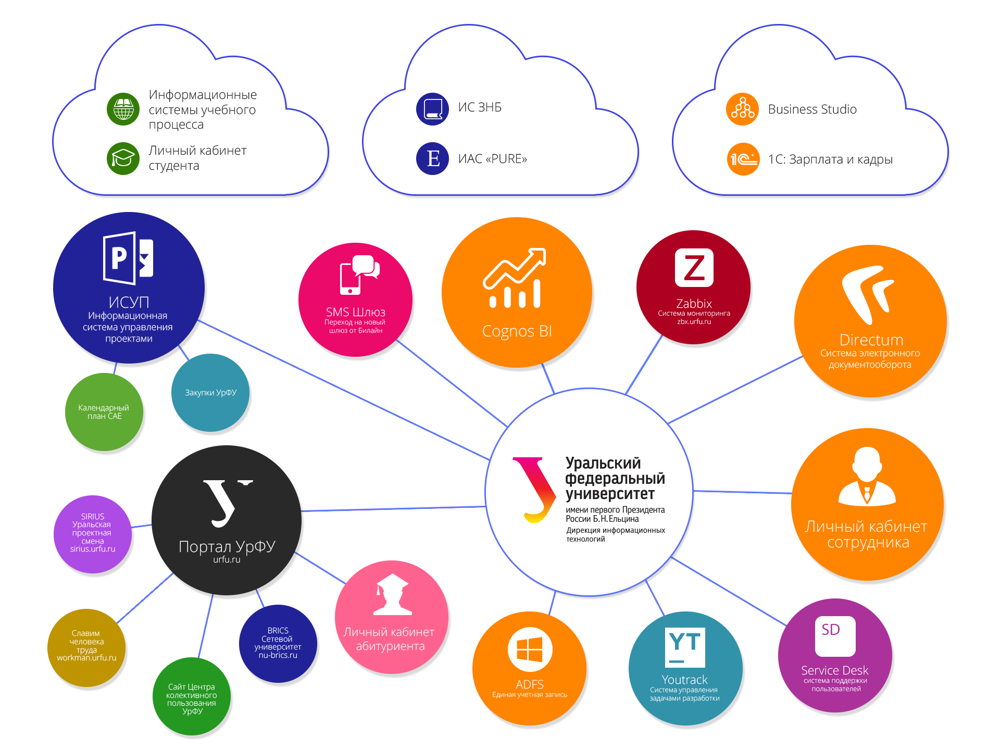 Информационные
системы учебного
процесса
Личный кабинет
студента
ИС ЗНБ
E
ИАС «PURE»
Business Studio
1С
1С: Зарплата и кадры
P
ИСУП
Информационная
система управления
проектами
SMS Шлюз
Переход на новый
шлюз от Билайн
Cognos BI
Z
Zabbix
Система мониторинга
zbx.urfu.ru
Directum
Система электронного
документооборота
Календарный
план САЕ
Закупки УрФУ
У
Портал УрФУ
urfu.ru
У
Уральский
федеральный
университет
имени первого Президента
России Б.Н.Ельцина
Дирекция информационных
технологий
Личный кабинет
сотрудника
SIRIUS
Уральская
проектная
смена
sirius.urfu.ru
Славим
человека
труда
workman.urfu.ru
Сайт Центра
колективного
пользования
УрФУ
BRICS
Сетевой
университет
nu-brics.ru
Личный кабинет
абитуриента
ADFS
Единая учетная запись
YT
Youtrack
Система управления
задачами разработки
SD
Service Desk
система поддержки
пользователей